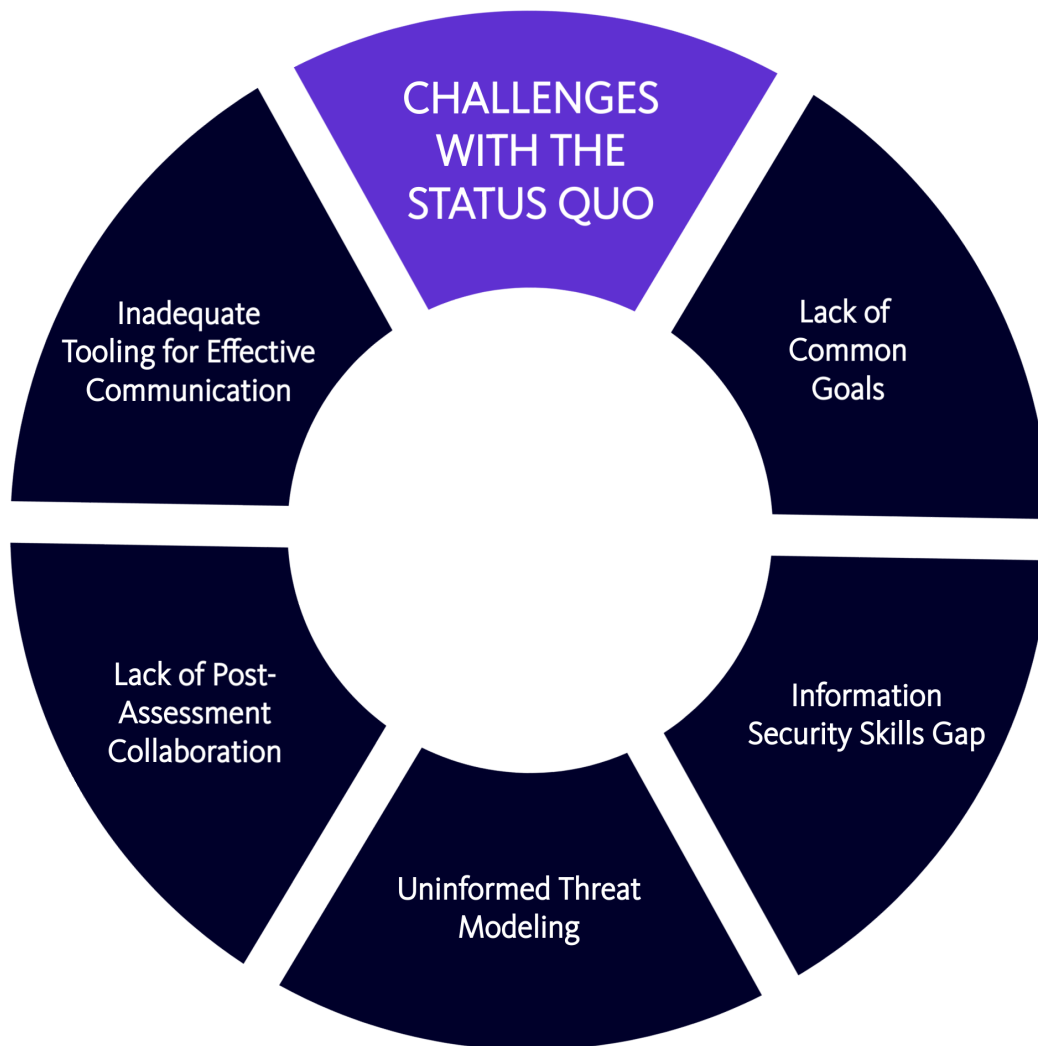 CHALLENGES
WITH THE
STATUS QUO
Lack of
Common
Goals
Information
Security Skills Gap
Uninformed Threat
Modeling
Lack of Post-
Assessment
Collaboration
Inadequate
Tooling for Effective
Communication